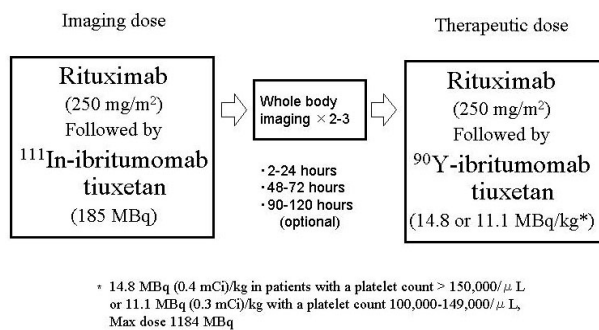 Imaging dose
Rituximab
(250 mg/m²)
Followed by
¹¹¹In-ibritumomab
tiuxetan
(185 MBq)
Whole body
imaging × 2-3
・2-24 hours
・48-72 hours
・90-120 hours
(optional)
Therapeutic dose
Rituximab
(250 mg/m²)
Followed by
⁹⁰Y-ibritumomab
tiuxetan
(14.8 or 11.1 MBq/kg*)
* 14.8 MBq (0.4 mCi)/kg in patients with a platelet count > 150,000/μ L
or 11.1 MBq (0.3 mCi)/kg with a platelet count 100,000-149,000/μ L,
Max dose 1184 MBq